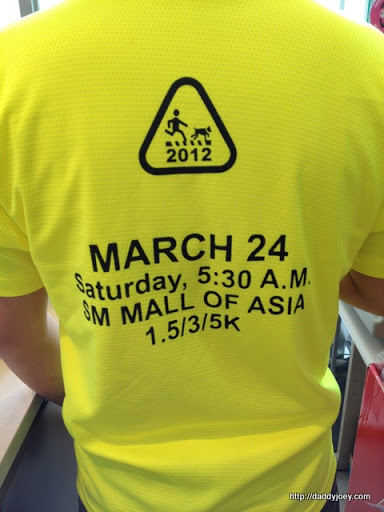 2012
MARCH 24
Saturday, 5:30 A.M.
SM MALL OF ASIA
1.5/3/5K
http://daddyjoey.com